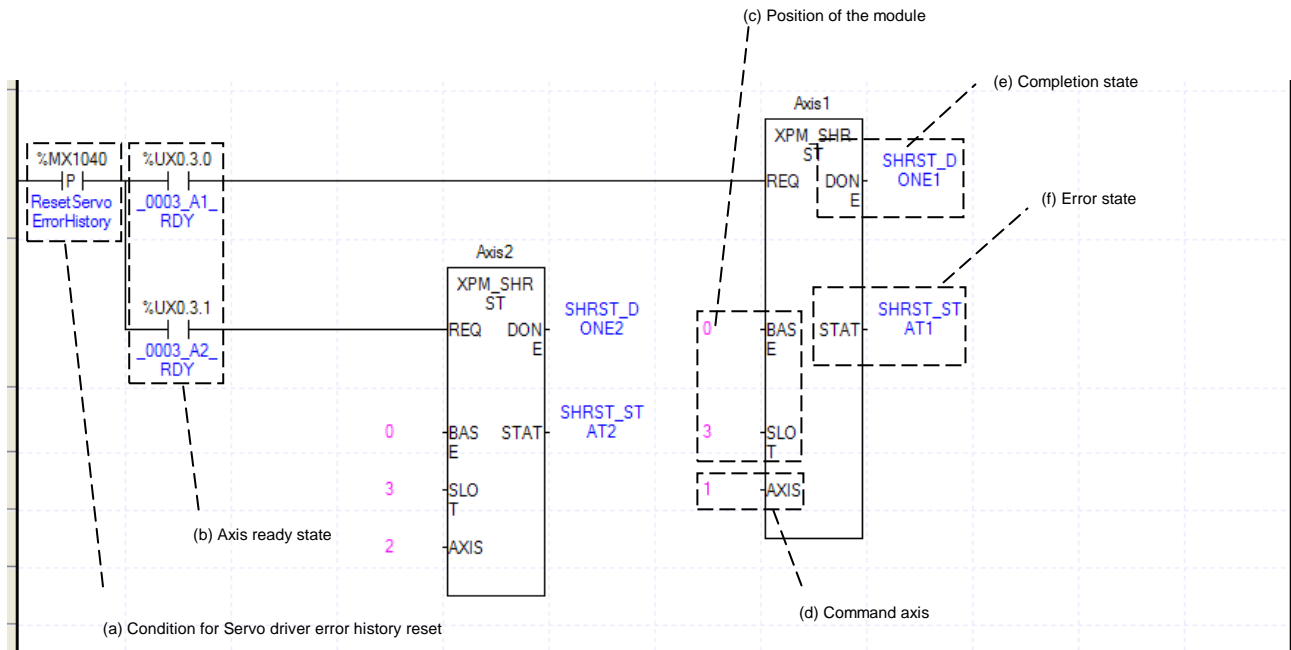 (c) Position of the module
(e) Completion state
Axis1
XPM_SHR
ST
%MX1040
%UX0.3.0
SHRST_D
ONE1
P
REQ
DON
E
ResetServo
ErrorHistory
_0003_A1_
RDY
(f) Error state
Axis2
XPM_SHR
ST
%UX0.3.1
SHRST_D
ONE2
SHRST_ST
AT1
REQ
DON
E
0
BAS
E
STAT
_0003_A2_
RDY
SHRST_ST
AT2
0
BAS
E
STAT
3
SLO
T
3
SLO
T
1
AXIS
(b) Axis ready state
2
AXIS
(d) Command axis
(a) Condition for Servo driver error history reset